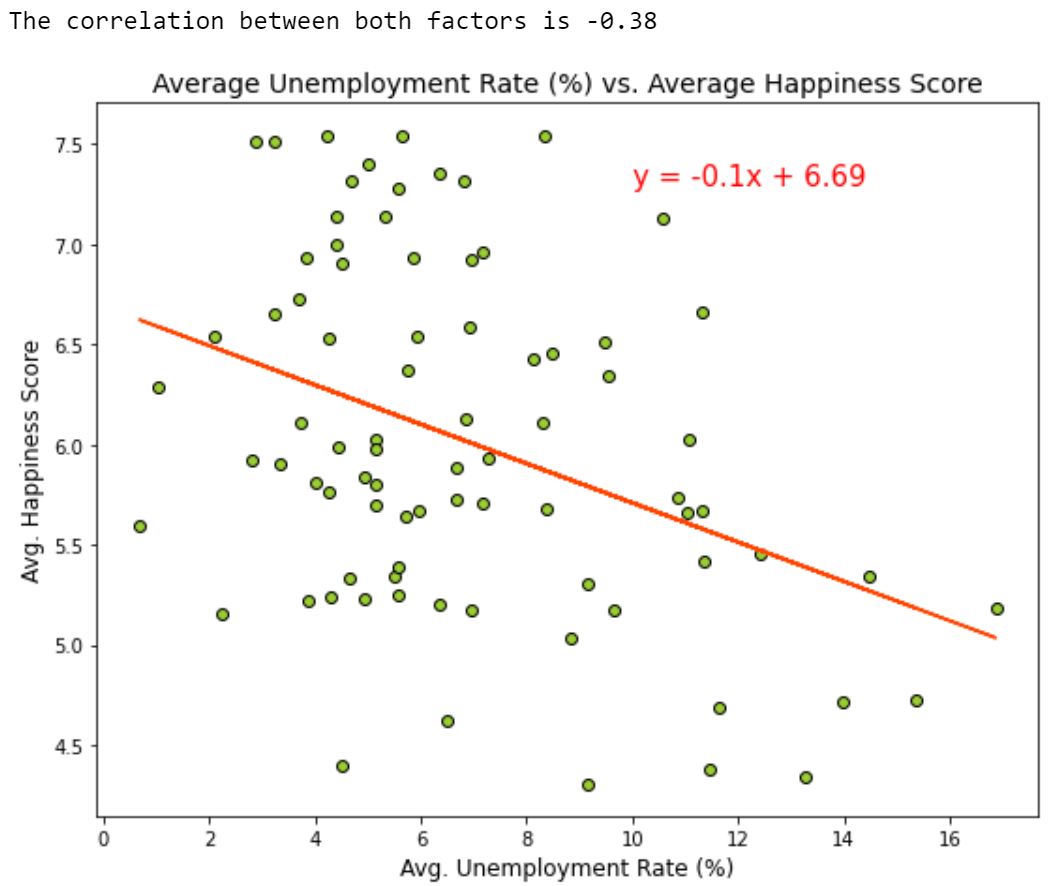 The correlation between both factors is -0.38
Average Unemployment Rate (%) vs. Average Happiness Score
y = -0.1x + 6.69
Avg. Happiness Score
7.5
7.0
6.5
6.0
5.5
5.0
4.5
0 2 4 6 8 10 12 14 16
Avg. Unemployment Rate (%)